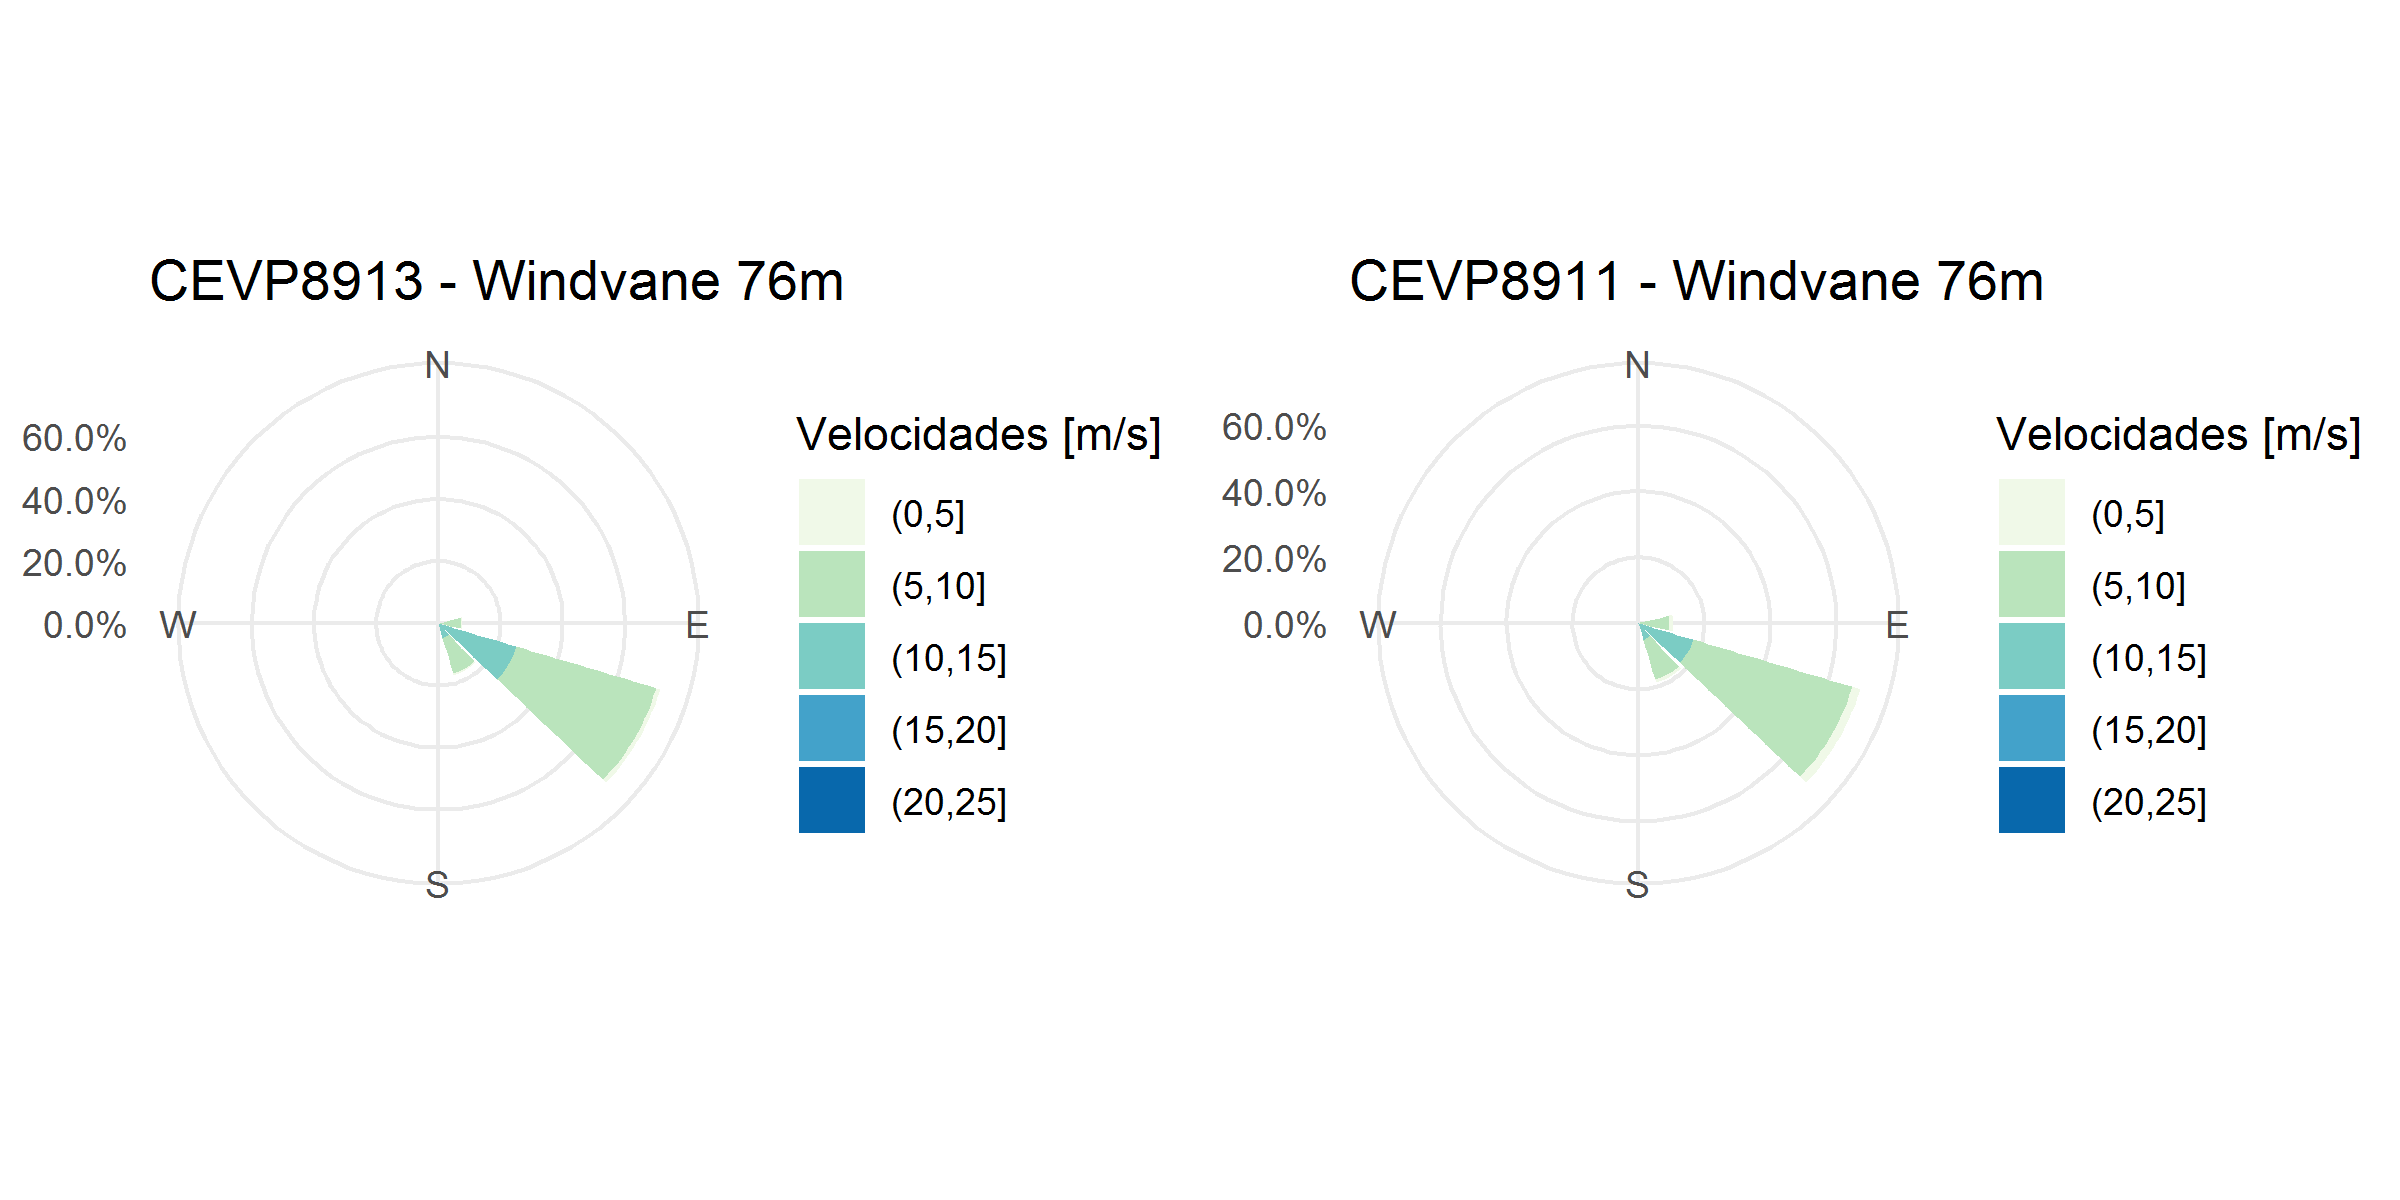 CEVP8913 - Windvane 76m
N
60.0%
40.0%
20.0%
0.0%
W
E
S
Velocidades [m/s]
(0,5]
(5,10]
(10,15]
(15,20]
(20,25]
CEVP8911 - Windvane 76m
N
60.0%
40.0%
20.0%
0.0%
W
E
S
Velocidades [m/s]
(0,5]
(5,10]
(10,15]
(15,20]
(20,25]